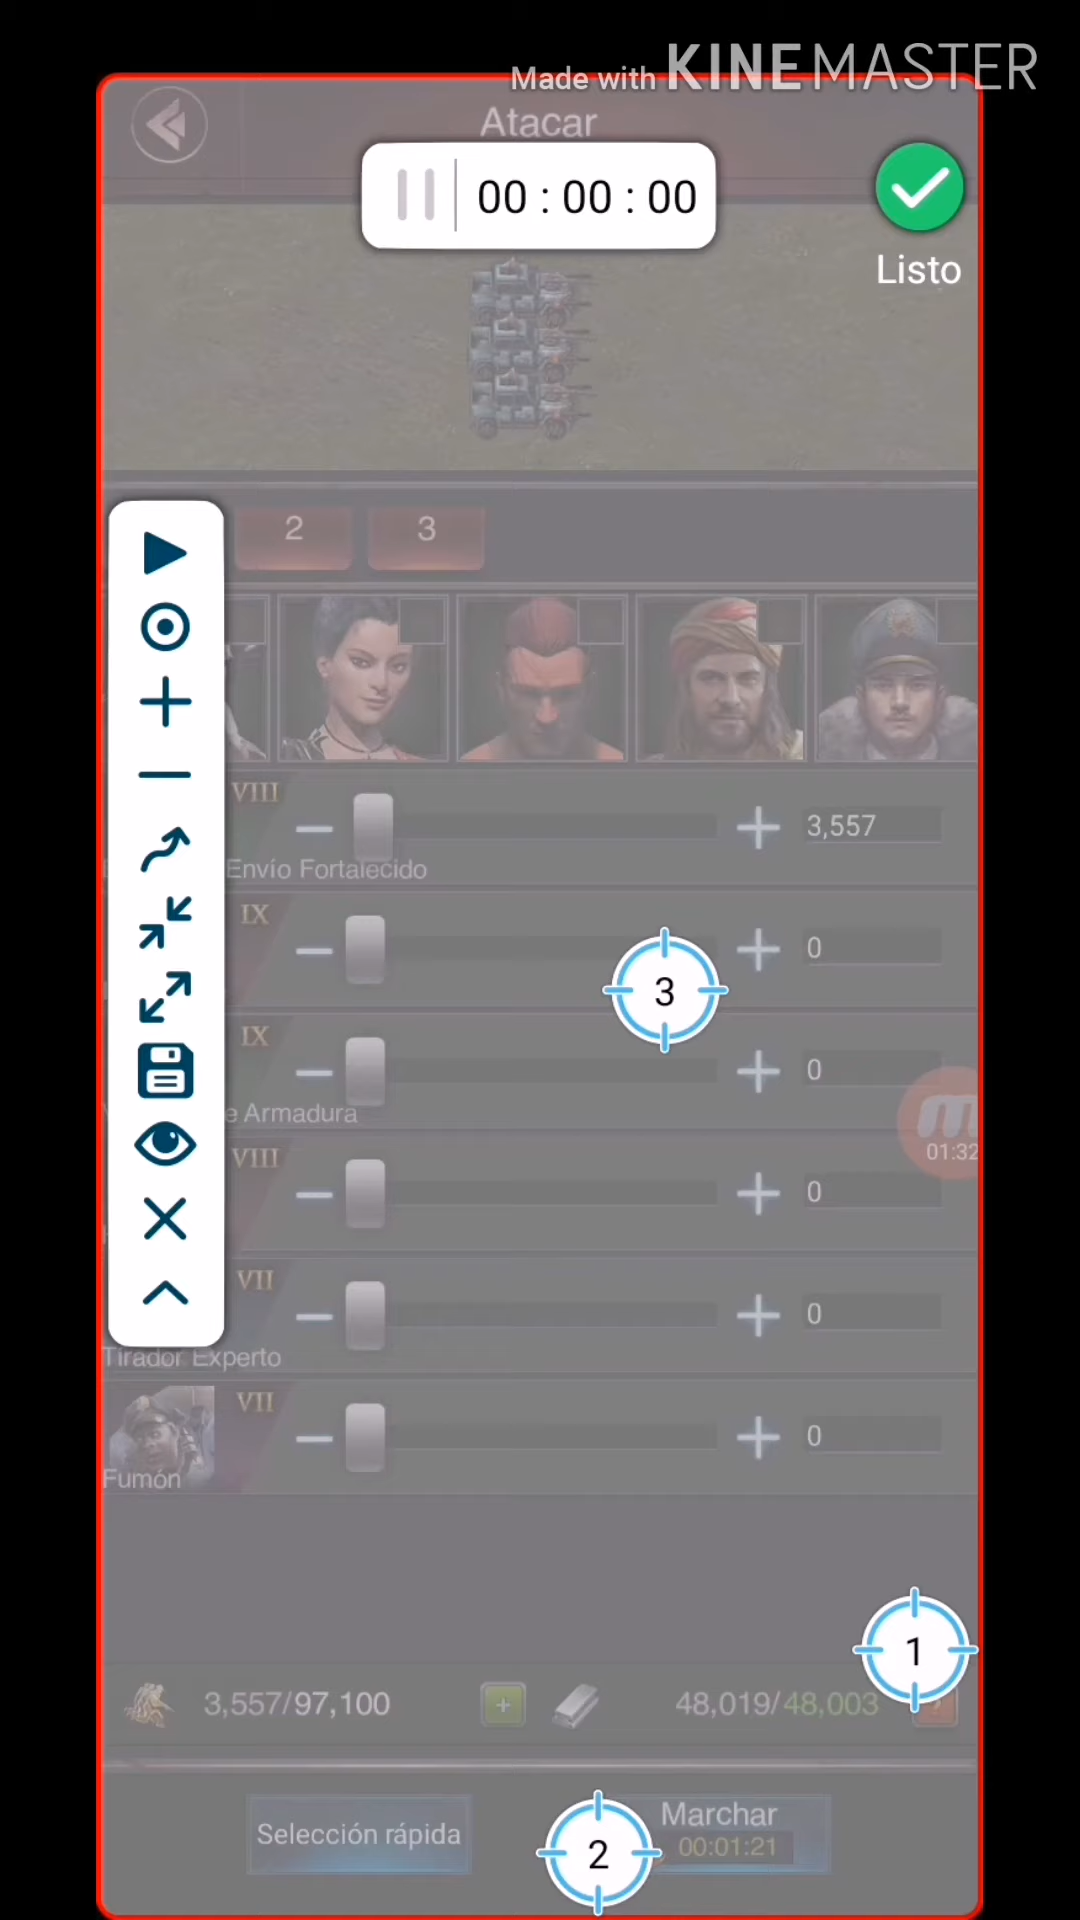 Made with KINEMASTER
Atacar
00 : 00 : 00
Listo
2
3
VIII
3,557
Envío Fortalecido
IX
0
3
IX
0
e Armadura
01:32
VIII
0
VII
0
Tirador Experto
VII
0
Fumón
1
3,557/97,100
48,019/48,003
Selección rápida
2
Marchar
00:01:21